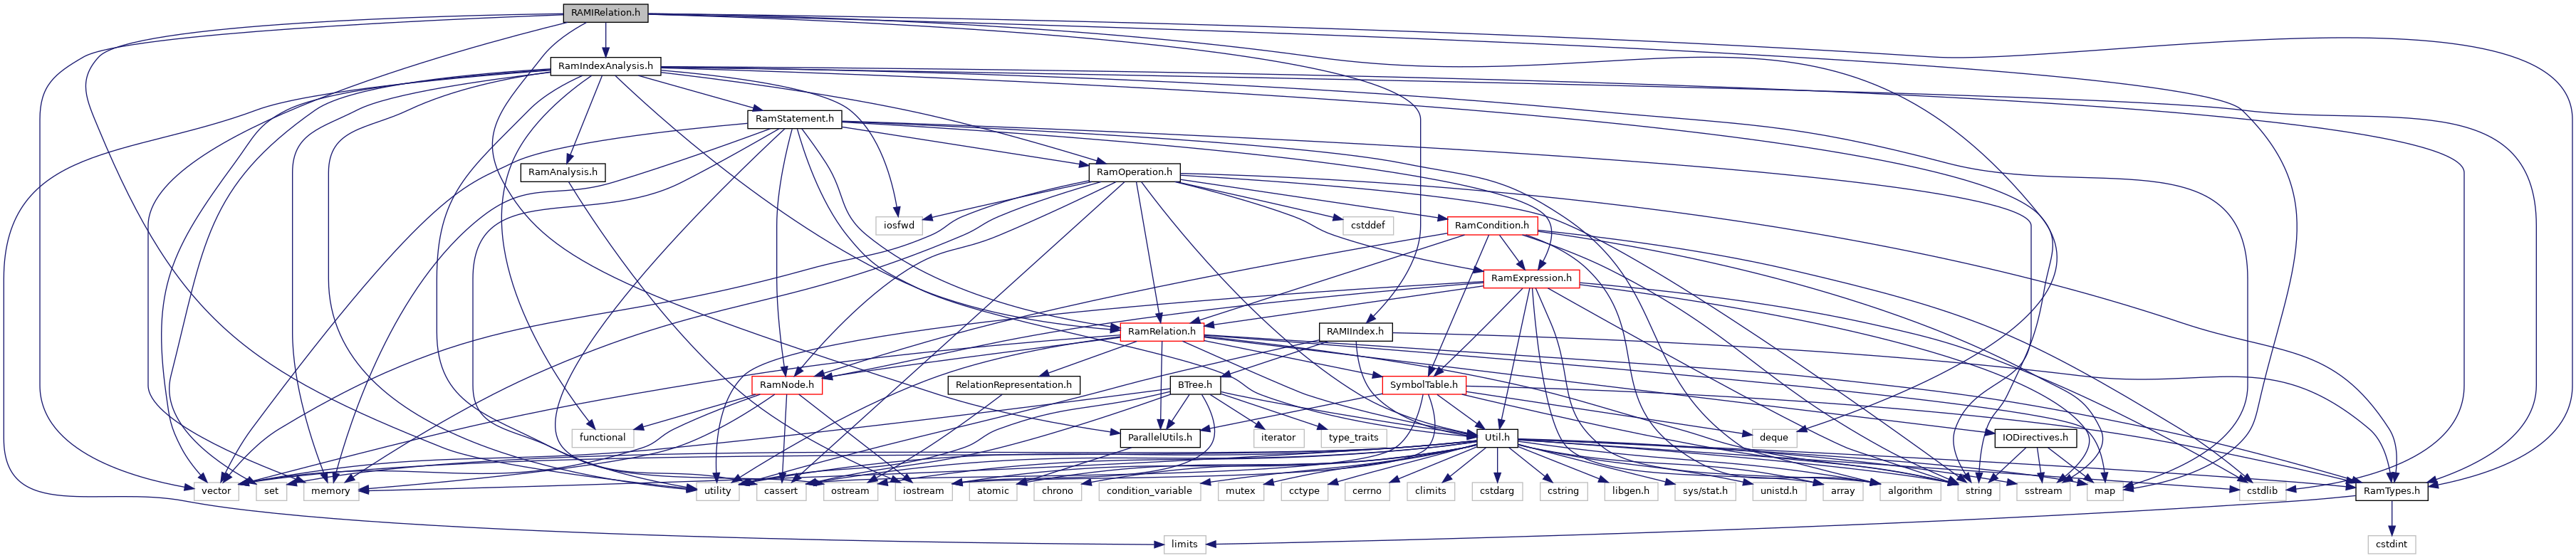 RAMIRelation.h
RamIndexAnalysis.h
RamStatement.h
RamAnalysis.h
RamOperation.h
iosfwd
cstddef
RamCondition.h
RamExpression.h
RamRelation.h
RAMIIndex.h
RamNode.h
RelationRepresentation.h
BTree.h
SymbolTable.h
functional
ParallelUtils.h
iterator
type_traits
Util.h
deque
IODirectives.h
vector
set
memory
utility
cassert
ostream
iostream
atomic
chrono
condition_variable
mutex
cctype
cerrno
climits
cstdarg
cstring
libgen.h
sys/stat.h
unistd.h
array
algorithm
string
sstream
map
cstdlib
RamTypes.h
limits
cstdint